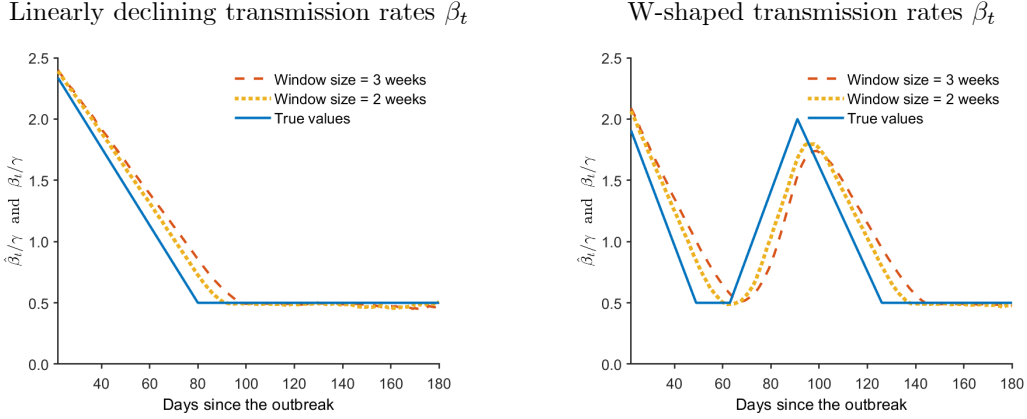 Linearly declining transmission rates βₜ
2.5
2.0
1.5
1.0
0.5
0.0
β̂ₜ/γ and βₜ/γ
Window size = 3 weeks
Window size = 2 weeks
True values
40 60 80 100 120 140 160 180
Days since the outbreak
W-shaped transmission rates βₜ
2.5
2.0
1.5
1.0
0.5
0.0
β̂ₜ/γ and βₜ/γ
Window size = 3 weeks
Window size = 2 weeks
True values
40 60 80 100 120 140 160 180
Days since the outbreak